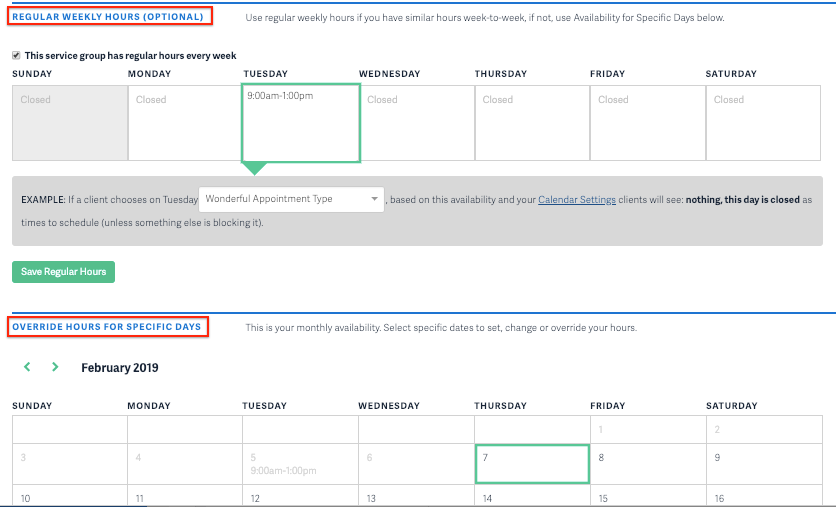 REGULAR WEEKLY HOURS (OPTIONAL)
Use regular weekly hours if you have similar hours week-to-week, if not, use Availability for Specific Days below.
This service group has regular hours every week
SUNDAY MONDAY TUESDAY WEDNESDAY THURSDAY FRIDAY SATURDAY
Closed Closed 9:00am-1:00pm Closed Closed Closed Closed
EXAMPLE: If a client chooses on Tuesday Wonderful Appointment Type , based on this availability and your Calendar Settings clients will see: nothing, this day is closed as
times to schedule (unless something else is blocking it).
Save Regular Hours
OVERRIDE HOURS FOR SPECIFIC DAYS
This is your monthly availability. Select specific dates to set, change or override your hours.
February 2019
SUNDAY MONDAY TUESDAY WEDNESDAY THURSDAY FRIDAY SATURDAY
1 2
3 4 5 6 7 8 9
9:00am-1:00pm
10 11 12 13 14 15 16